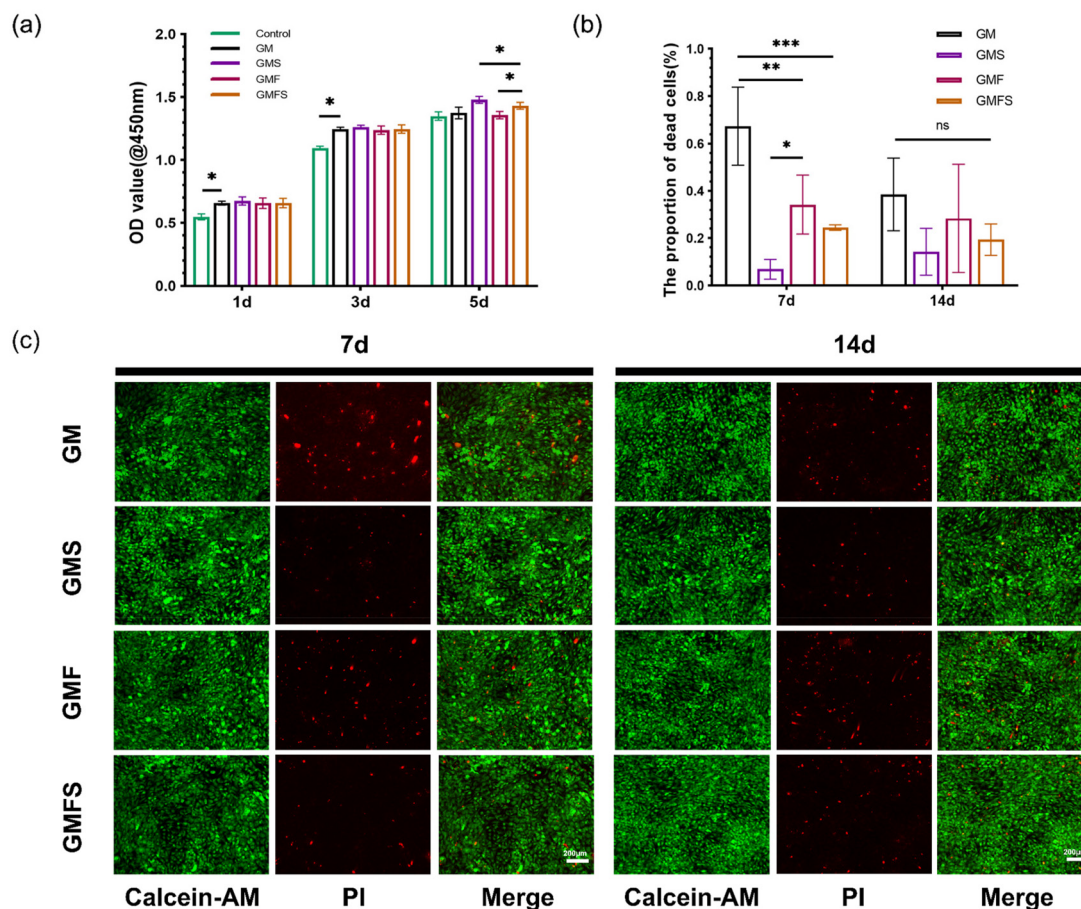 (a)
OD value(@450nm)
2.0
1.5
1.0
0.5
0.0
Control
GM
GMS
GMF
GMFS
*
*
*
*
1d
3d
5d
(b)
The proportion of dead cells(%)
1.0
0.8
0.6
0.4
0.2
0.0
GM
GMS
GMF
GMFS
***
**
*
ns
7d
14d
(c)
7d
14d
GM
GMS
GMF
GMFS
200μm
200μm
Calcein-AM
PI
Merge
Calcein-AM
PI
Merge